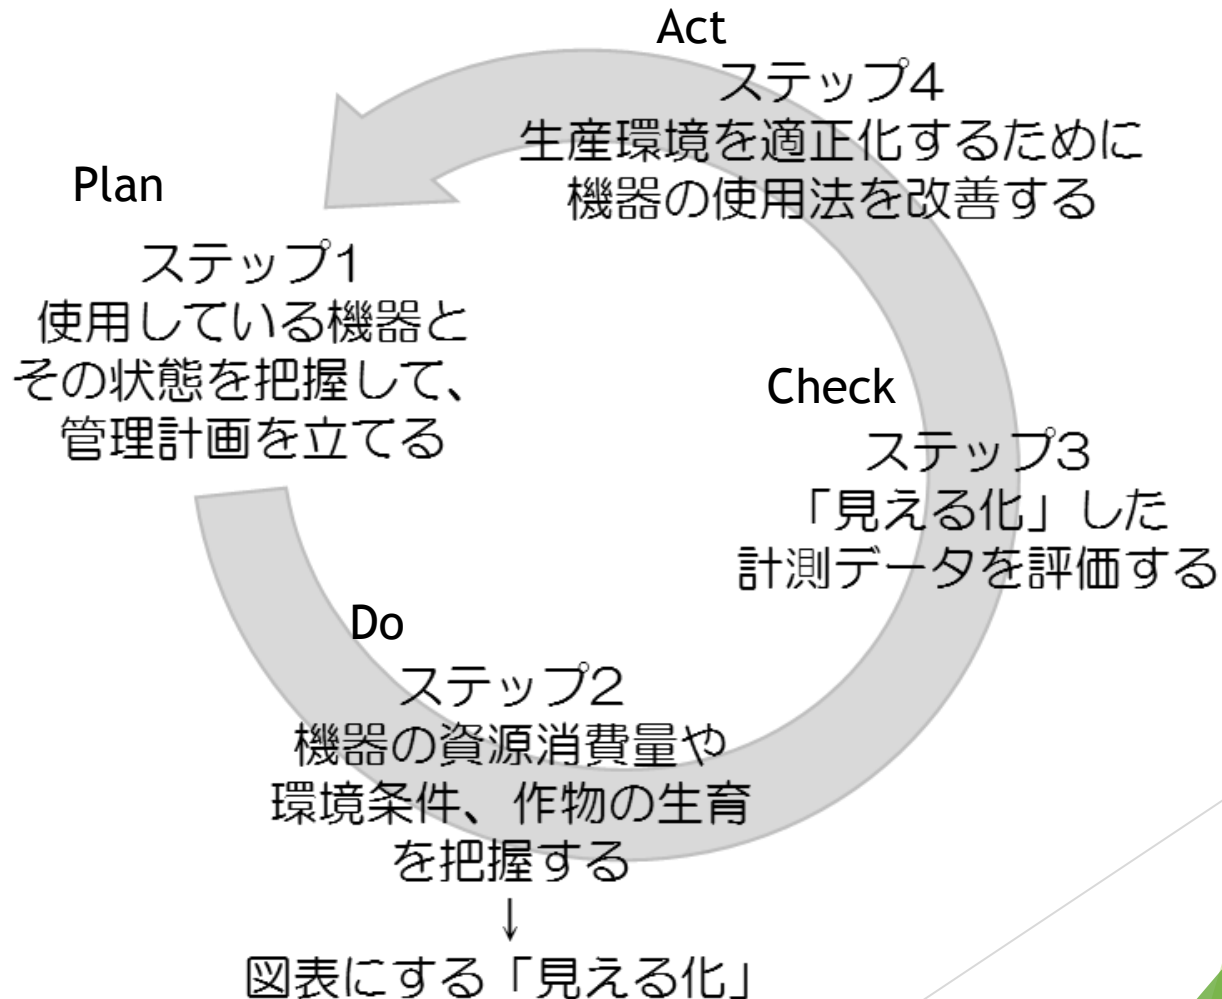 Plan
ステップ1
使用している機器と
その状態を把握して、
管理計画を立てる
Do
ステップ2
機器の資源消費量や
環境条件、作物の生育
を把握する
↓
図表にする「見える化」
Check
ステップ3
「見える化」した
計測データを評価する
Act
ステップ4
生産環境を適正化するために
機器の使用法を改善する